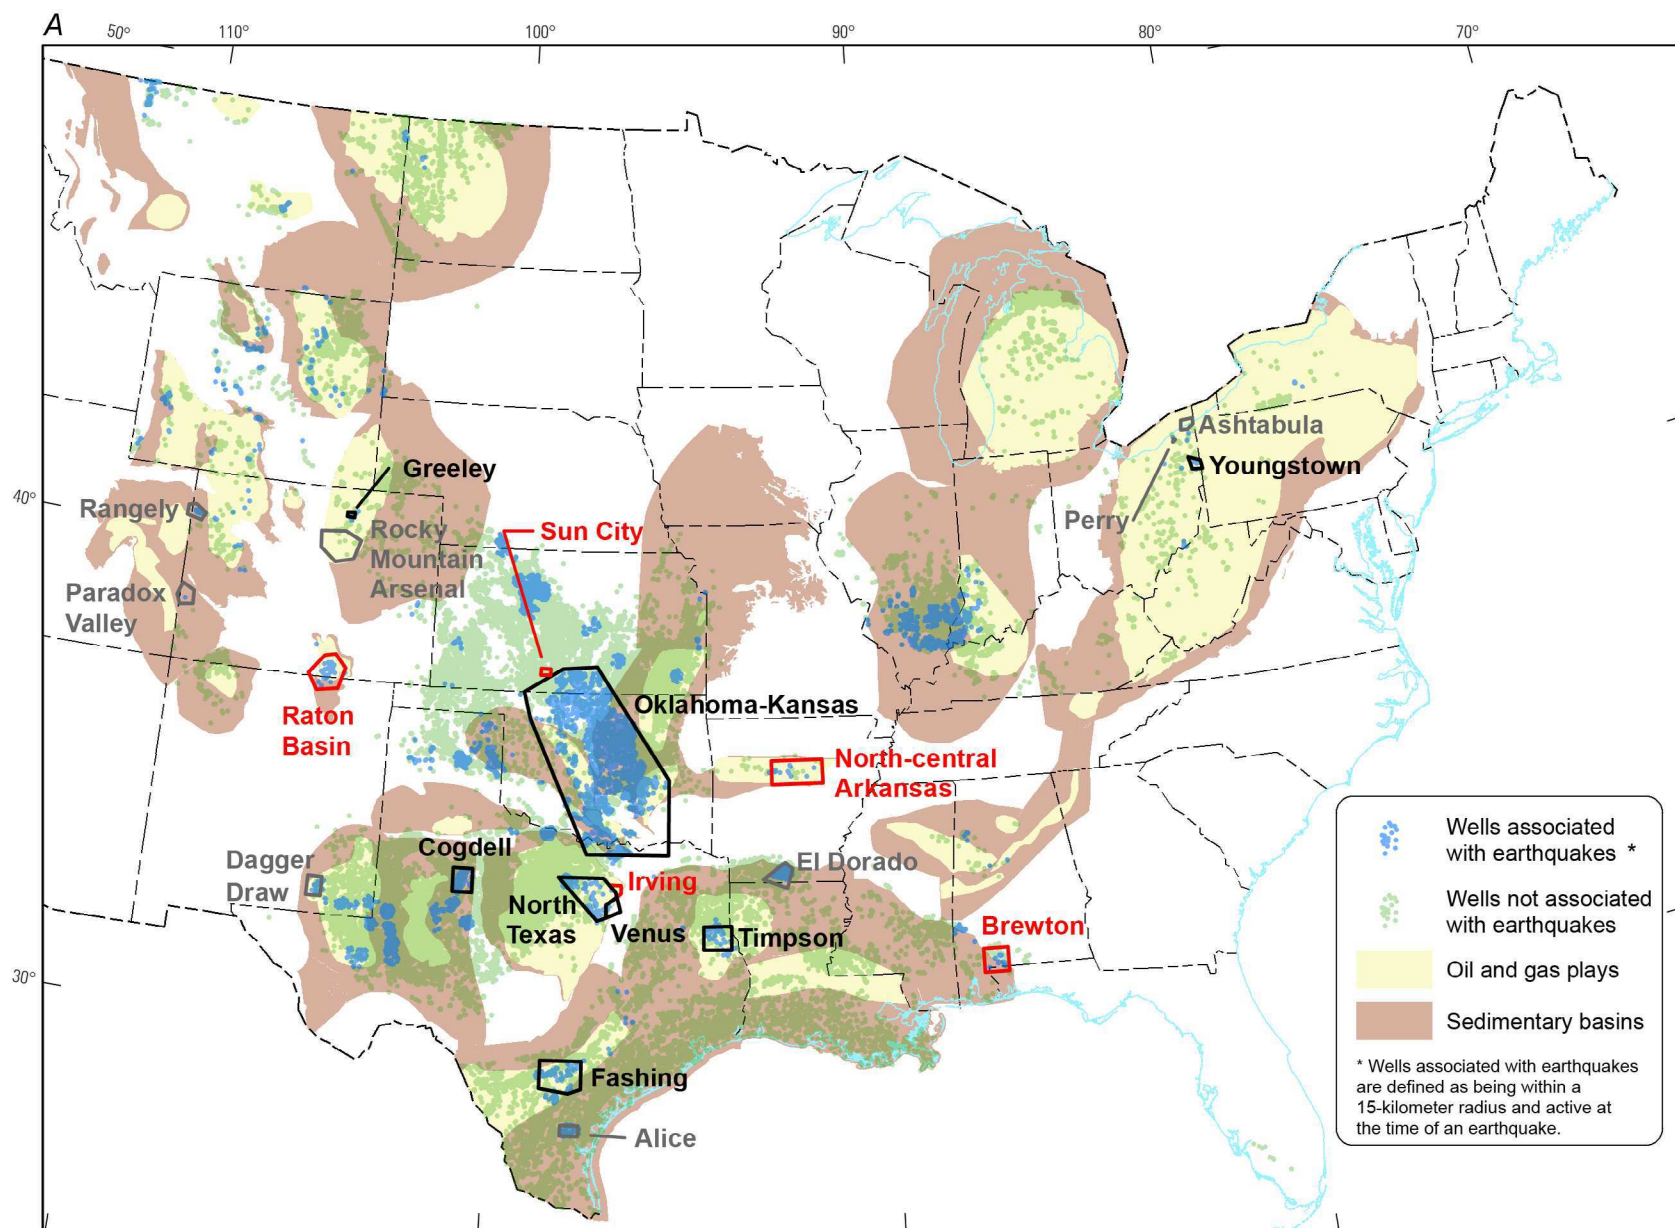 A
50°
110°
100°
90°
80°
70°
40°
30°
Greeley
Rangely
Rocky
Mountain
Arsenal
Paradox
Valley
Sun City
Ashtabula
Youngstown
Perry
Raton
Basin
Oklahoma-Kansas
North-central
Arkansas
Dagger
Draw
Cogdell
El Dorado
Irving
North
Texas
Venus
Timpson
Brewton
Fashing
Alice
Wells associated
with earthquakes *
Wells not associated
with earthquakes
Oil and gas plays
Sedimentary basins
* Wells associated with earthquakes
are defined as being within a
15-kilometer radius and active at
the time of an earthquake.